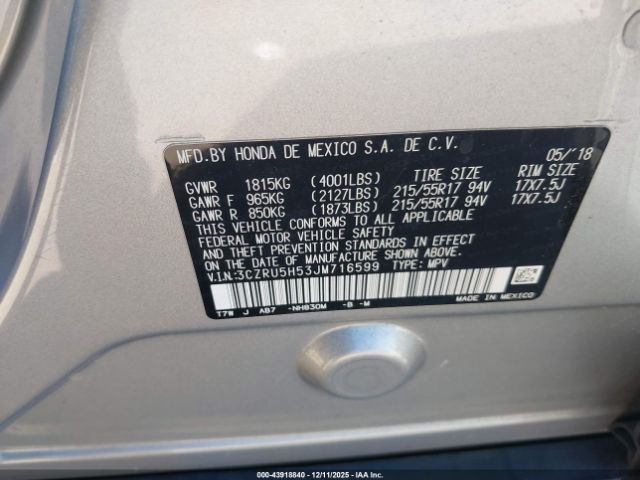 MFD.BY HONDA DE MEXICO S.A. DE C.V. 05/'18
GVWR 1815KG (4001LBS) TIRE SIZE RIM SIZE
GAWR F 965KG (2127LBS) 215/55R17 94V 17X7.5J
GAWR R 850KG (1873LBS) 215/55R17 94V 17X7.5J
THIS VEHICLE CONFORMS TO ALL APPLICABLE
FEDERAL MOTOR VEHICLE SAFETY
AND THEFT PREVENTION STANDARDS IN EFFECT
ON THE DATE OF MANUFACTURE SHOWN ABOVE.
V.I.N:3CZRU5H53JM716599 TYPE: MPV
T7W J AB7 -NH830M -B -M MADE IN MEXICO
000-43918840 - 12/11/2025 - IAA Inc.